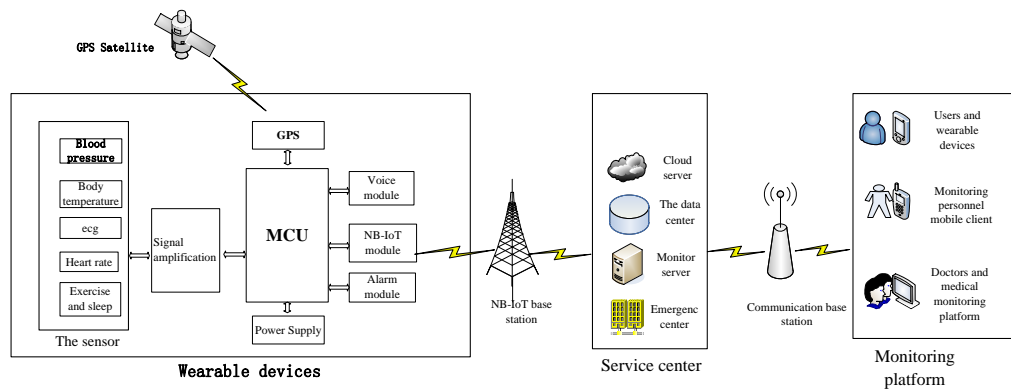 GPS Satellite
GPS
Blood
pressure
Body
temperature
ecg
Heart rate
Exercise
and sleep
The sensor
Signal
amplification
MCU
Voice
module
NB-IoT
module
Alarm
module
Power Supply
Wearable devices
NB-IoT base
station
Cloud
server
The data
center
Monitor
server
Emergenc
center
Service center
Communication base
station
Users and
wearable
devices
Monitoring
personnel
mobile client
Doctors and
medical
monitoring
platform
Monitoring
platform